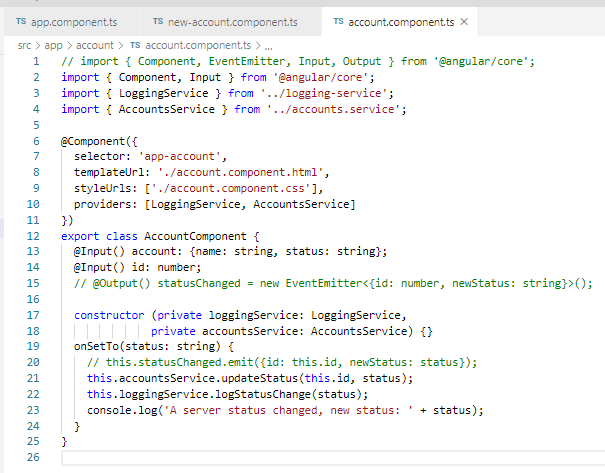 TS app.component.ts TS new-account.component.ts TS account.component.ts ×
src > app > account > TS account.component.ts > ...
1 // import { Component, EventEmitter, Input, Output } from '@angular/core';
2 import { Component, Input } from '@angular/core';
3 import { LoggingService } from '../logging-service';
4 import { AccountsService } from '../accounts.service';
5
6 @Component({
7   selector: 'app-account',
8   templateUrl: './account.component.html',
9   styleUrls: ['./account.component.css'],
10   providers: [LoggingService, AccountsService]
11 })
12 export class AccountComponent {
13   @Input() account: {name: string, status: string};
14   @Input() id: number;
15   // @Output() statusChanged = new EventEmitter<{id: number, newStatus: string}>();
16
17   constructor (private loggingService: LoggingService,
18               private accountsService: AccountsService) {}
19   onSetTo(status: string) {
20     // this.statusChanged.emit({id: this.id, newStatus: status});
21     this.accountsService.updateStatus(this.id, status);
22     this.loggingService.logStatusChange(status);
23     console.log('A server status changed, new status: ' + status);
24   }
25 }
26